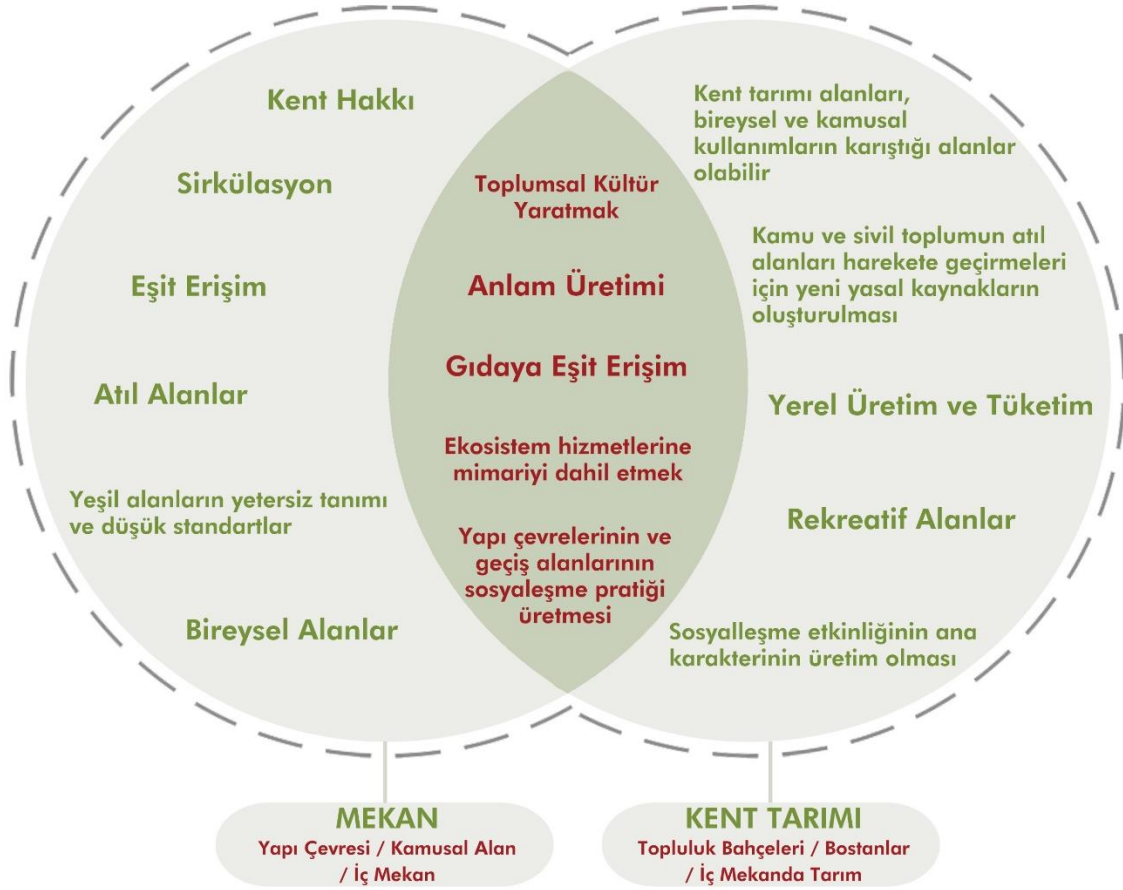 Kent Hakkı
Sirkülasyon
Eşit Erişim
Atıl Alanlar
Yeşil alanların yetersiz tanımı
ve düşük standartlar
Bireysel Alanlar
Toplumsal Kültür
Yaratmak
Anlam Üretimi
Gıdaya Eşit Erişim
Ekosistem hizmetlerine
mimariyi dahil etmek
Yapı çevrelerinin ve
geçiş alanlarının
sosyaleşme pratiği
üretmesi
Kent tarımı alanları,
bireysel ve kamusal
kullanımların karıştığı alanlar
olabilir
Kamu ve sivil toplumun atıl
alanları harekete geçirmeleri
için yeni yasal kaynakların
oluşturulması
Yerel Üretim ve Tüketim
Rekreatif Alanlar
Sosyalleşme etkinliğinin ana
karakterinin üretim olması
MEKAN
Yapı Çevresi / Kamusal Alan
/ İç Mekan
KENT TARIMI
Topluluk Bahçeleri / Bostanlar
/ İç Mekanda Tarım